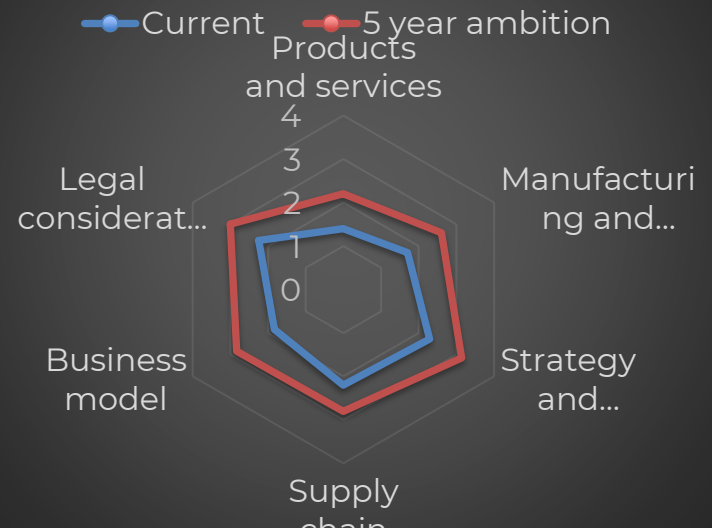 Current 5 year ambition
Products
and services
4
3
2
1
0
Legal
considerat...
Manufacturi
ng and...
Business
model
Strategy
and...
Supply
chain